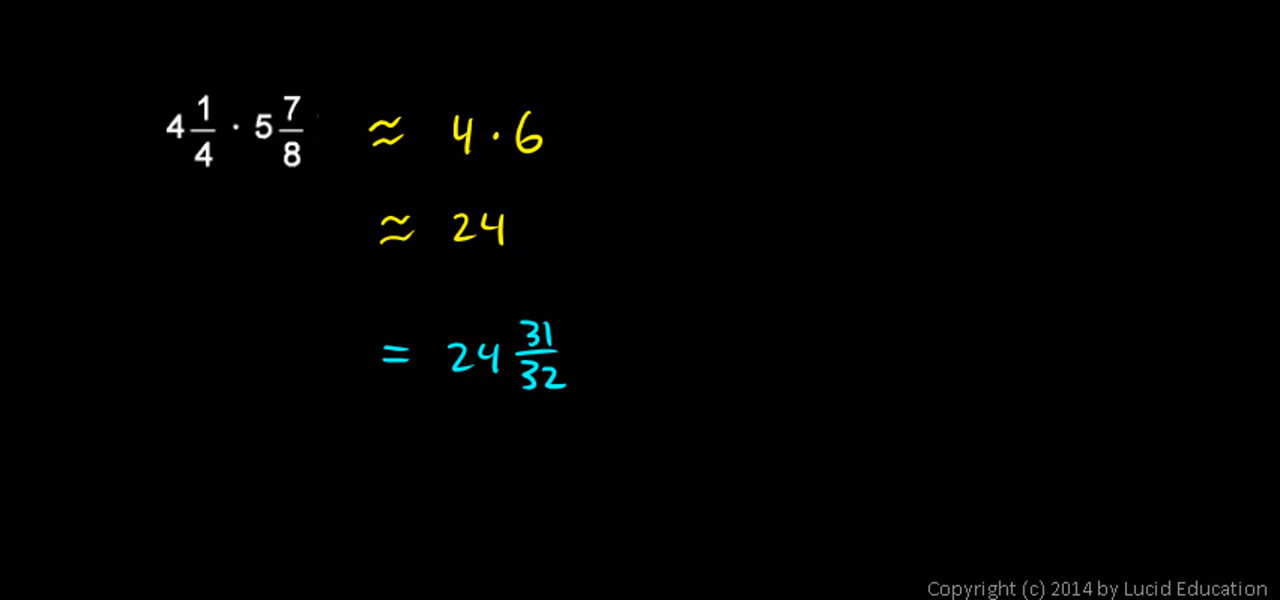 4 1/4 · 5 7/8 ≈ 4 · 6
≈ 24
= 24 31/32
Copyright (c) 2014 by Lucid Education